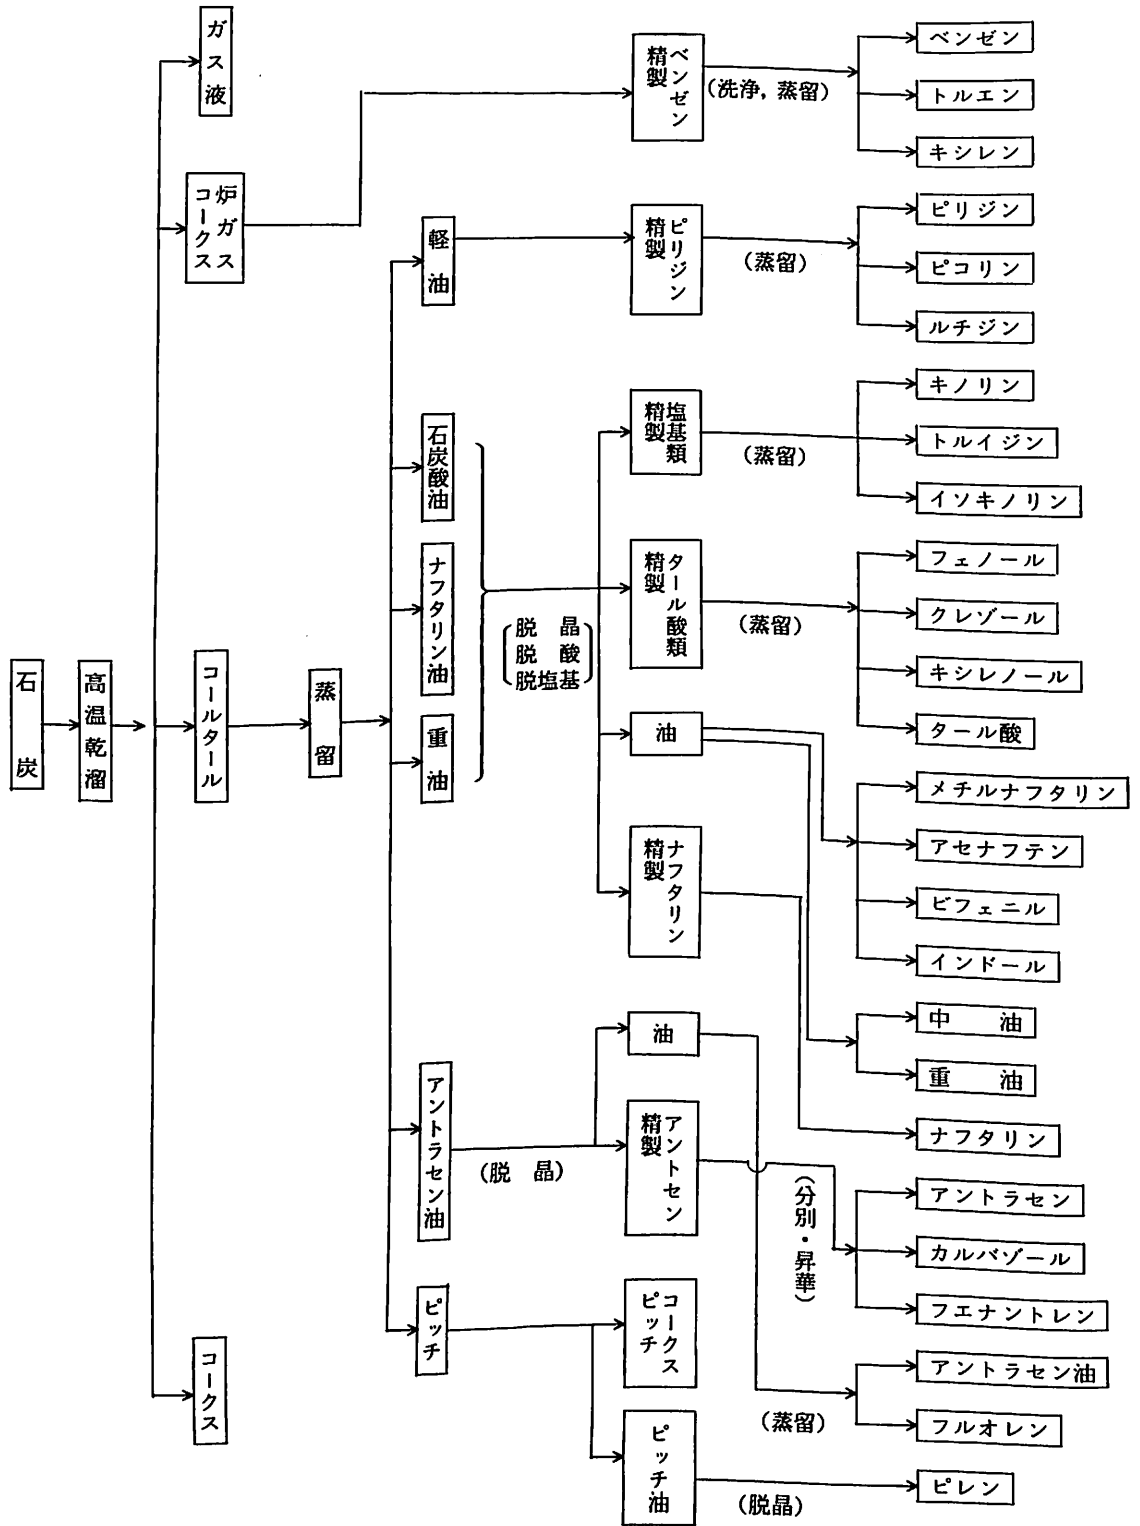 石炭
高温乾溜
ガス液
コークス炉ガス
コールタール
コークス
蒸留
軽油
石炭酸油
ナフタリン油
重油
アントラセン油
ピッチ
(脱晶 脱酸 脱塩基)
(脱晶)
ベンゼン精製
(洗浄,蒸留)
ピリジン精製
(蒸留)
塩基類精製
(蒸留)
タール酸類精製
(蒸留)
油
ナフタリン精製
油
アントセン精製
(分別・昇華)
ピッチコークス
ピッチ油
(蒸留)
(脱晶)
ベンゼン
トルエン
キシレン
ピリジン
ピコリン
ルチジン
キノリン
トルイジン
イソキノリン
フェノール
クレゾール
キシレノール
タール酸
メチルナフタリン
アセナフテン
ビフェニル
インドール
中油
重油
ナフタリン
アントラセン
カルバゾール
フエナントレン
アントラセン油
フルオレン
ピレン